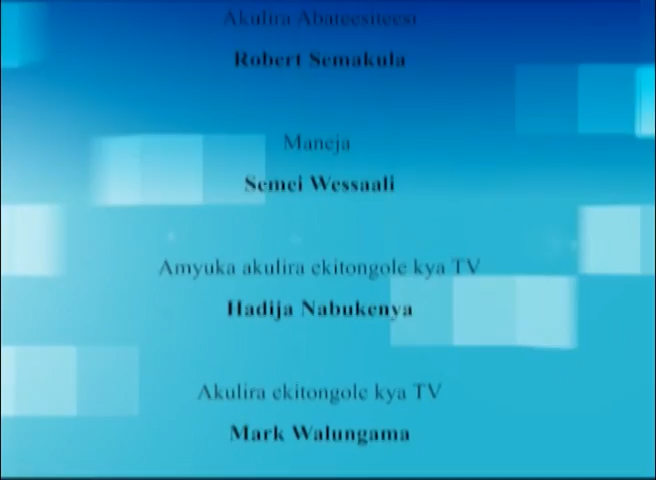 Akulira Abateesiteesi
Robert Semakula
Maneja
Semei Wessaali
Amyuka akulira ekitongole kya TV
Hadija Nabukenya
Akulira ekitongole kya TV
Mark Walungama